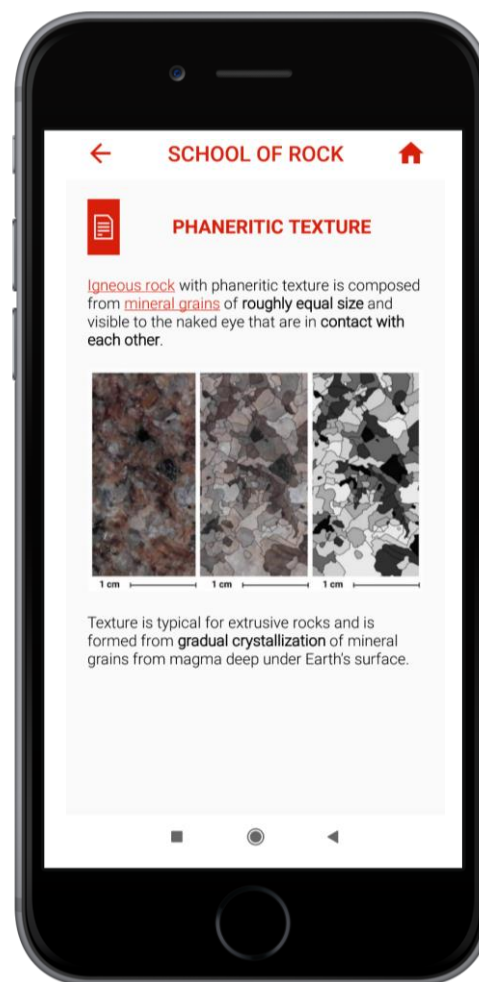 SCHOOL OF ROCK
PHANERITIC TEXTURE
Igneous rock with phaneritic texture is composed
from mineral grains of roughly equal size and
visible to the naked eye that are in contact with
each other.
1 cm 1 cm 1 cm
Texture is typical for extrusive rocks and is
formed from gradual crystallization of mineral
grains from magma deep under Earth's surface.